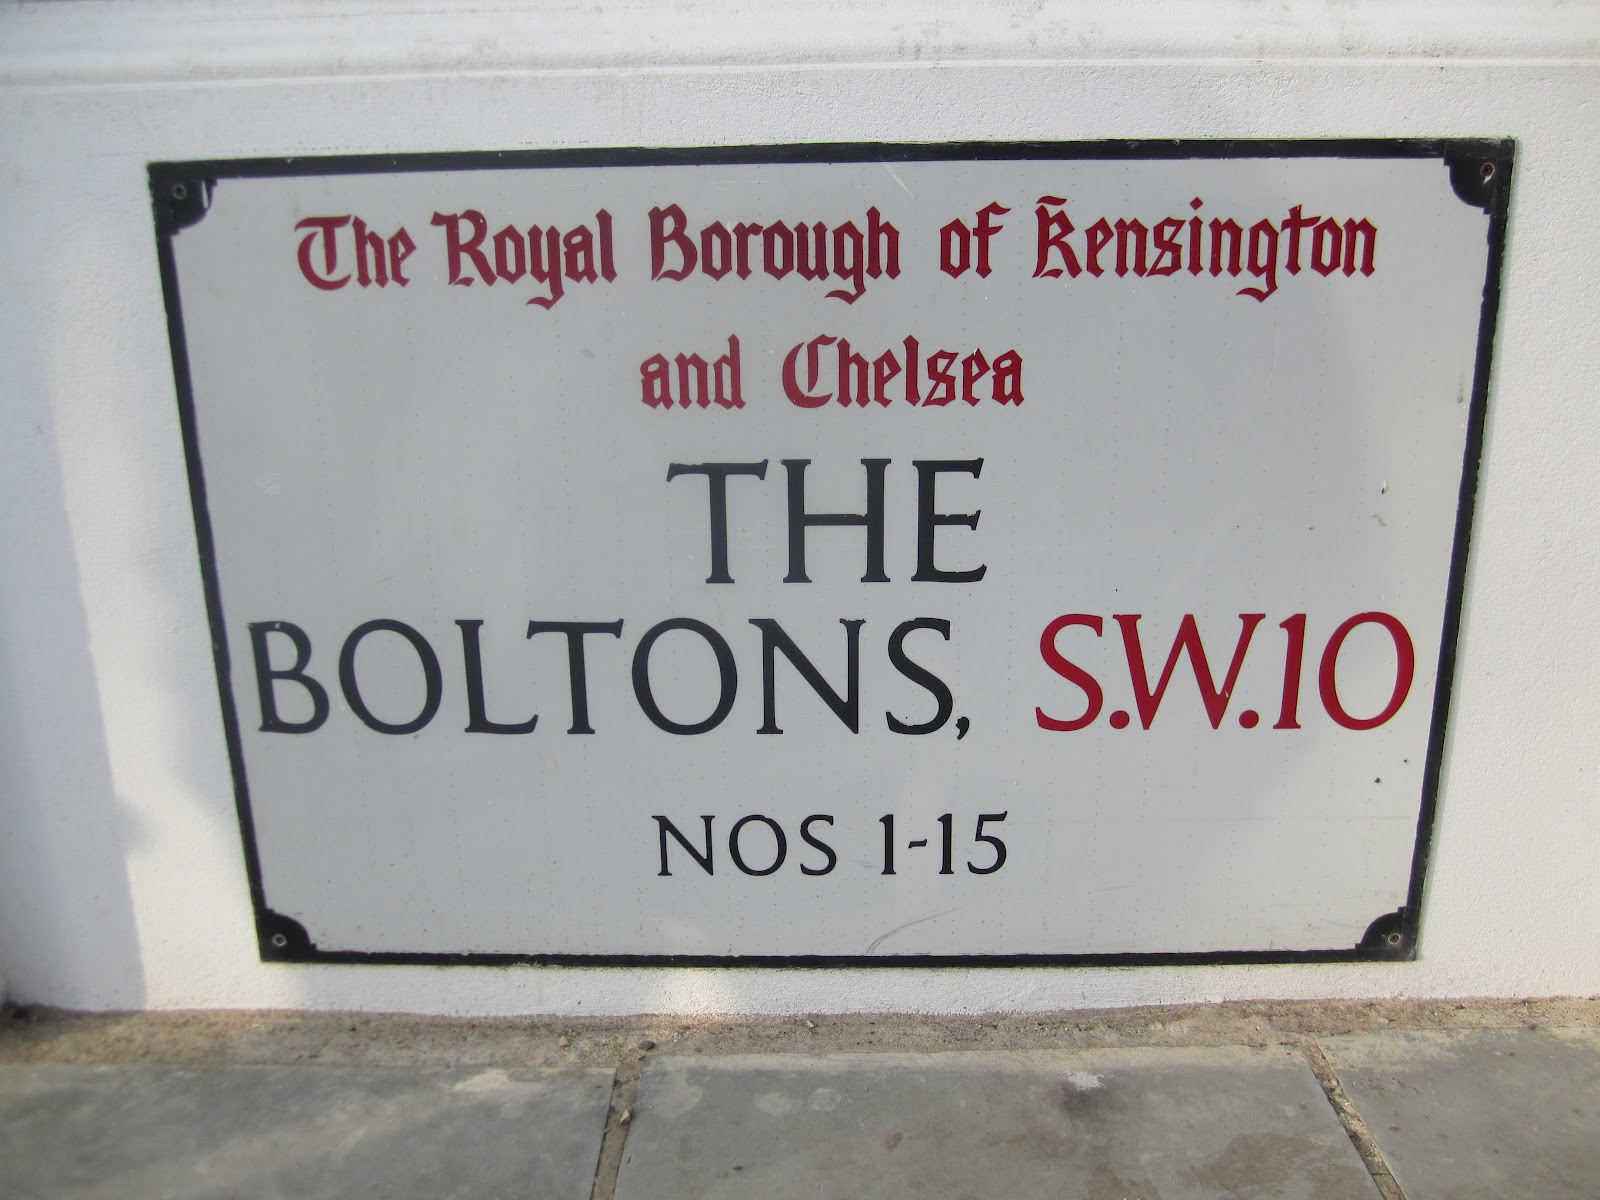 The Royal Borough of Kensington
and Chelsea
THE
BOLTONS, S.W.10
NOS 1-15